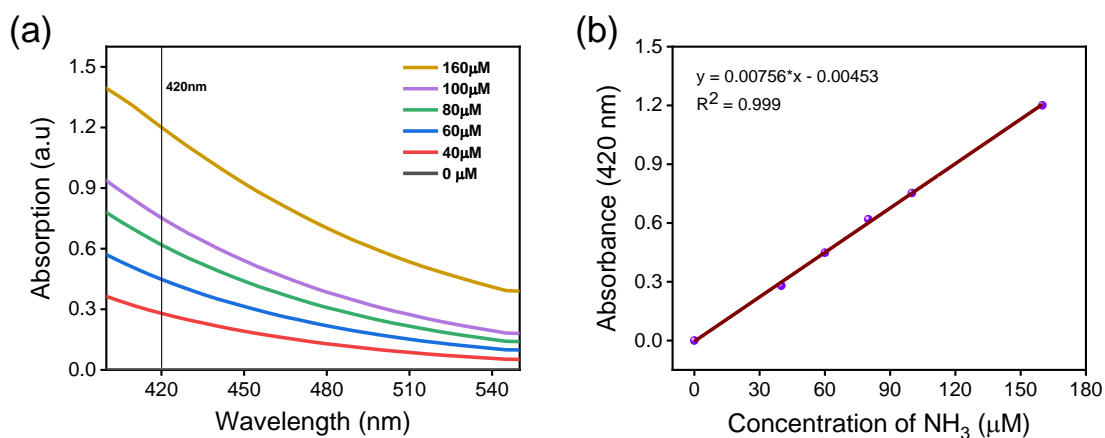 (a)
Absorption (a.u)
1.5
1.2
0.9
0.6
0.3
0.0
420nm
160μM
100μM
80μM
60μM
40μM
0 μM
420
450
480
510
540
Wavelength (nm)
(b)
Absorbance (420 nm)
1.5
1.2
0.9
0.6
0.3
0.0
y = 0.00756*x - 0.00453
R² = 0.999
0
30
60
90
120
150
180
Concentration of NH₃ (μM)